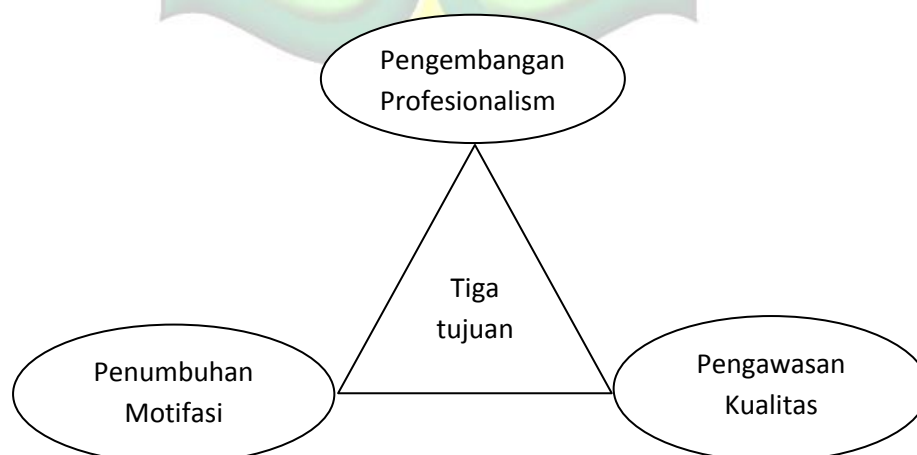 Pengembangan
Profesionalism
Tiga
tujuan
Penumbuhan
Motifasi
Pengawasan
Kualitas